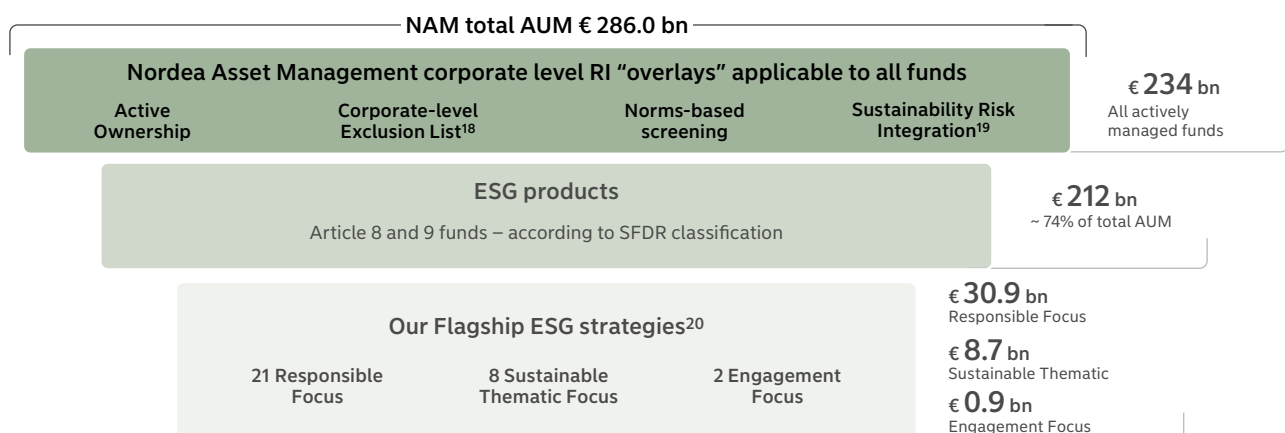 NAM total AUM € 286.0 bn
Nordea Asset Management corporate level RI “overlays” applicable to all funds
Active
Ownership
Corporate-level
Exclusion List18
Norms-based
screening
Sustainability Risk
Integration19
€ 234 bn
All actively
managed funds
ESG products
Article 8 and 9 funds – according to SFDR classification
€ 212 bn
~ 74% of total AUM
Our Flagship ESG strategies20
21 Responsible
Focus
8 Sustainable
Thematic Focus
2 Engagement
Focus
€ 30.9 bn
Responsible Focus
€ 8.7 bn
Sustainable Thematic
€ 0.9 bn
Engagement Focus